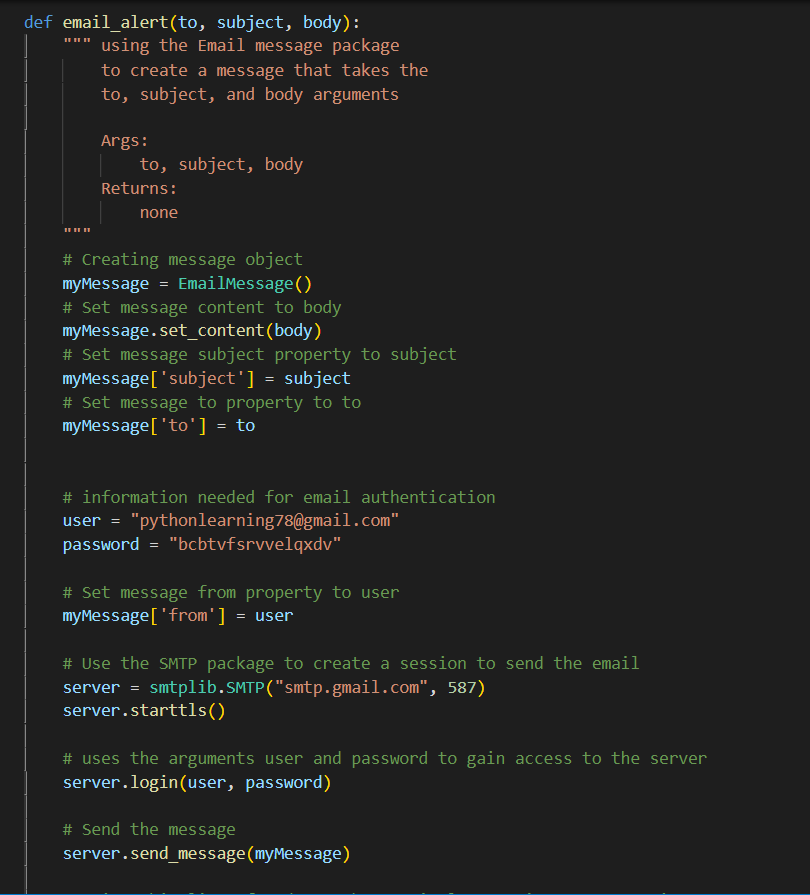 def email_alert(to, subject, body):
""" using the Email message package
to create a message that takes the
to, subject, and body arguments
Args:
to, subject, body
Returns:
none
"""
# Creating message object
myMessage = EmailMessage()
# Set message content to body
myMessage.set_content(body)
# Set message subject property to subject
myMessage['subject'] = subject
# Set message to property to to
myMessage['to'] = to
# information needed for email authentication
user = "pythonlearning78@gmail.com"
password = "bcbtvfsrvvelqxdv"
# Set message from property to user
myMessage['from'] = user
# Use the SMTP package to create a session to send the email
server = smtplib.SMTP("smtp.gmail.com", 587)
server.starttls()
# uses the arguments user and password to gain access to the server
server.login(user, password)
# Send the message
server.send_message(myMessage)